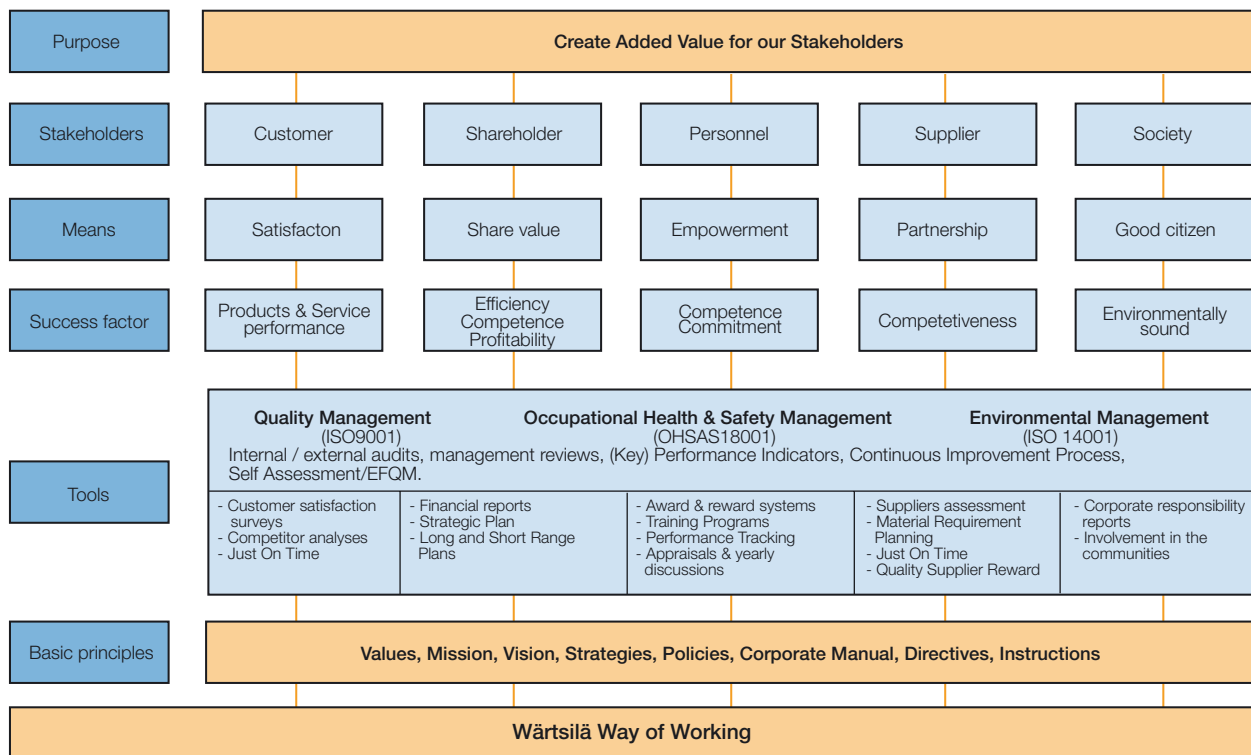 Purpose
Create Added Value for our Stakeholders
Stakeholders
Customer
Shareholder
Personnel
Supplier
Society
Means
Satisfacton
Share value
Empowerment
Partnership
Good citizen
Success factor
Products & Service
performance
Efficiency
Competence
Profitability
Competence
Commitment
Competetiveness
Environmentally
sound
Tools
Quality Management
(ISO9001)
Occupational Health & Safety Management
(OHSAS18001)
Environmental Management
(ISO 14001)
Internal / external audits, management reviews, (Key) Performance Indicators, Continuous Improvement Process,
Self Assessment/EFQM.
- Customer satisfaction
surveys
- Competitor analyses
- Just On Time
- Financial reports
- Strategic Plan
- Long and Short Range
Plans
- Award & reward systems
- Training Programs
- Performance Tracking
- Appraisals & yearly
discussions
- Suppliers assessment
- Material Requirement
Planning
- Just On Time
- Quality Supplier Reward
- Corporate responsibility
reports
- Involvement in the
communities
Basic principles
Values, Mission, Vision, Strategies, Policies, Corporate Manual, Directives, Instructions
Wärtsilä Way of Working